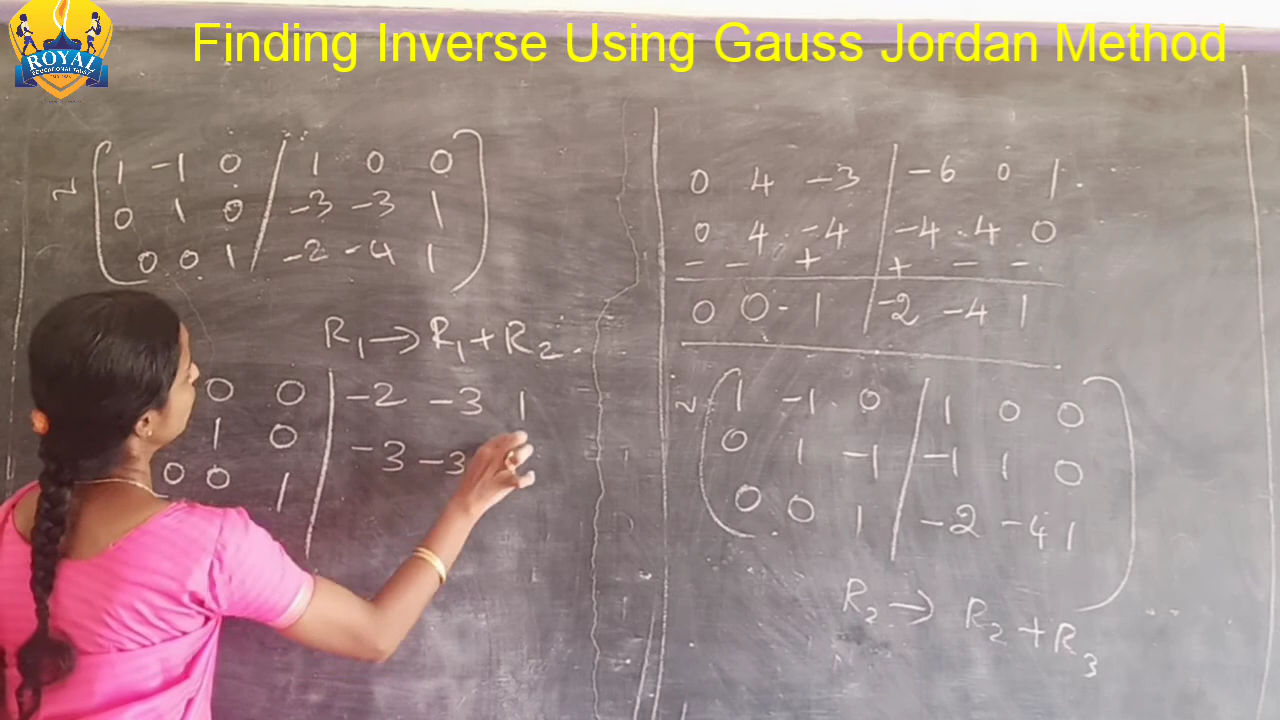 Finding Inverse Using Gauss Jordan Method
ROYAL
EDUCATIONAL TRUST
~ 1 -1 0 | 1 0 0
0 1 0 | -3 -3 1
0 0 1 | -2 -4 1
R₁ → R₁ + R₂.
0 0 | -2 -3 1
1 0 | -3 -3
0 0 1 |
0 4 -3 | -6 0 1
0 4 -4 | -4 4 0
- - + | + - -
0 0 -1 | -2 -4 1
~ 1 -1 0 | 1 0 0
0 1 -1 | -1 1 0
0 0 1 | -2 -4 1
R₂ → R₂ + R₃